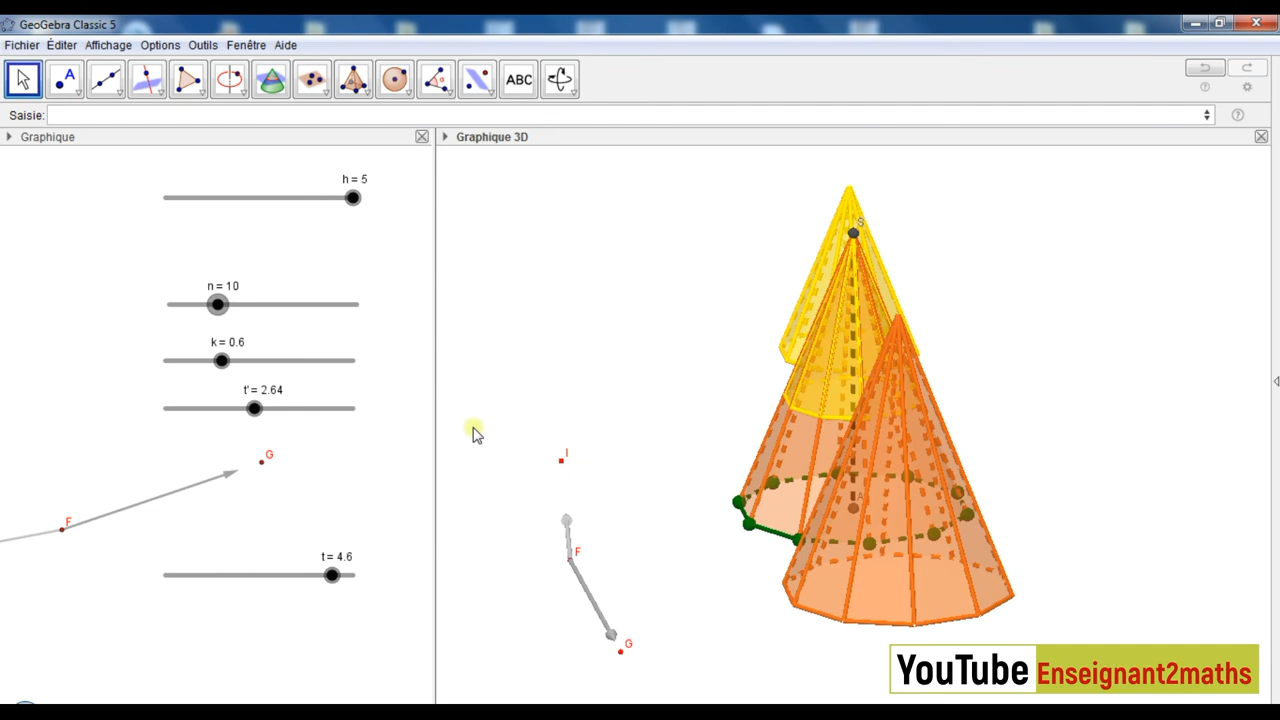 GeoGebra Classic 5
Fichier Éditer Affichage Options Outils Fenêtre Aide
A
ABC
Saisie:
Graphique
Graphique 3D
h = 5
n = 10
k = 0.6
t' = 2.64
G
F
t = 4.6
S
I
A
F
G
YouTube Enseignant2maths